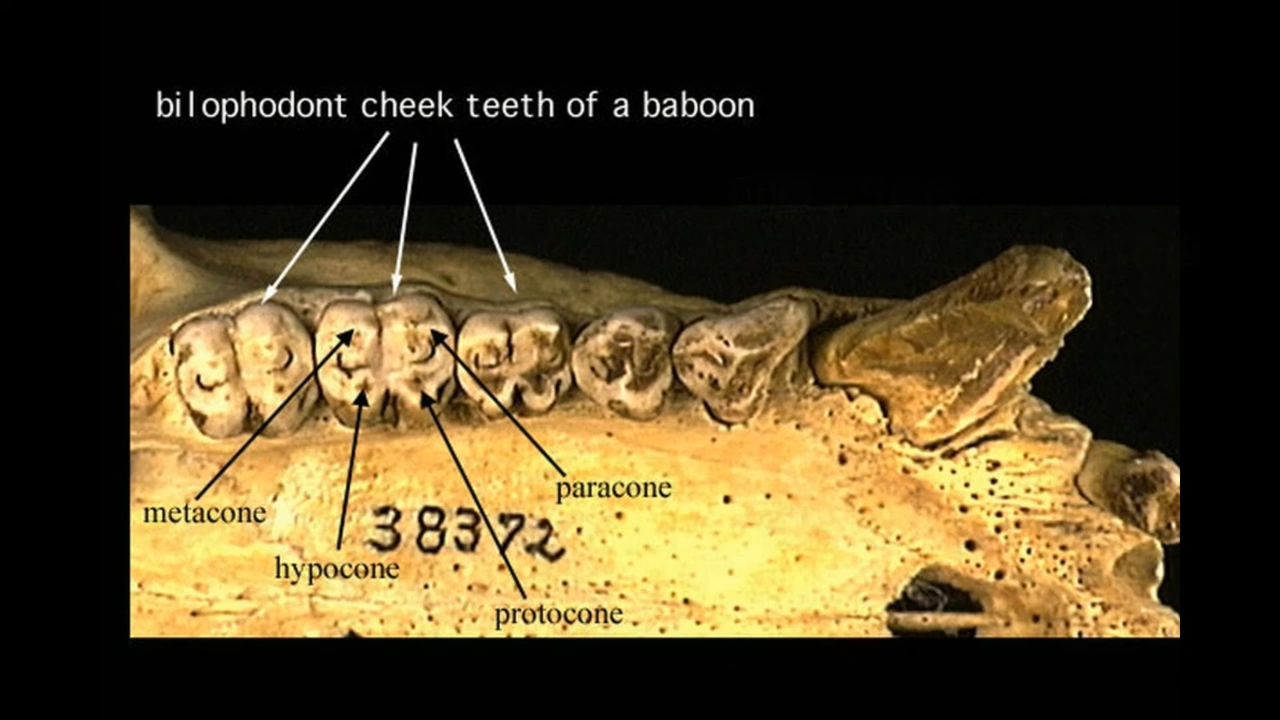 bilophodont cheek teeth of a baboon
paracone
metacone
38372
hypocone
protocone